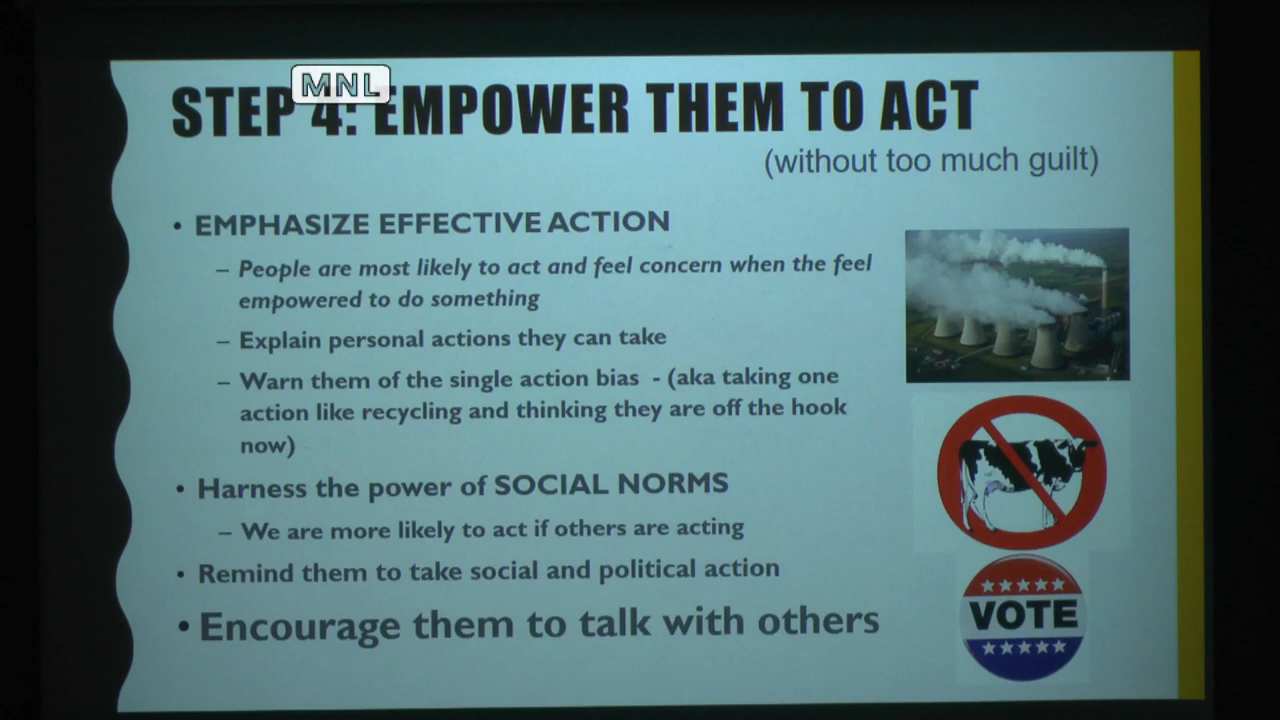 MNL
STEP 4: EMPOWER THEM TO ACT
(without too much guilt)
• EMPHASIZE EFFECTIVE ACTION
– People are most likely to act and feel concern when the feel
empowered to do something
– Explain personal actions they can take
– Warn them of the single action bias - (aka taking one
action like recycling and thinking they are off the hook
now)
• Harness the power of SOCIAL NORMS
– We are more likely to act if others are acting
• Remind them to take social and political action
• Encourage them to talk with others
VOTE